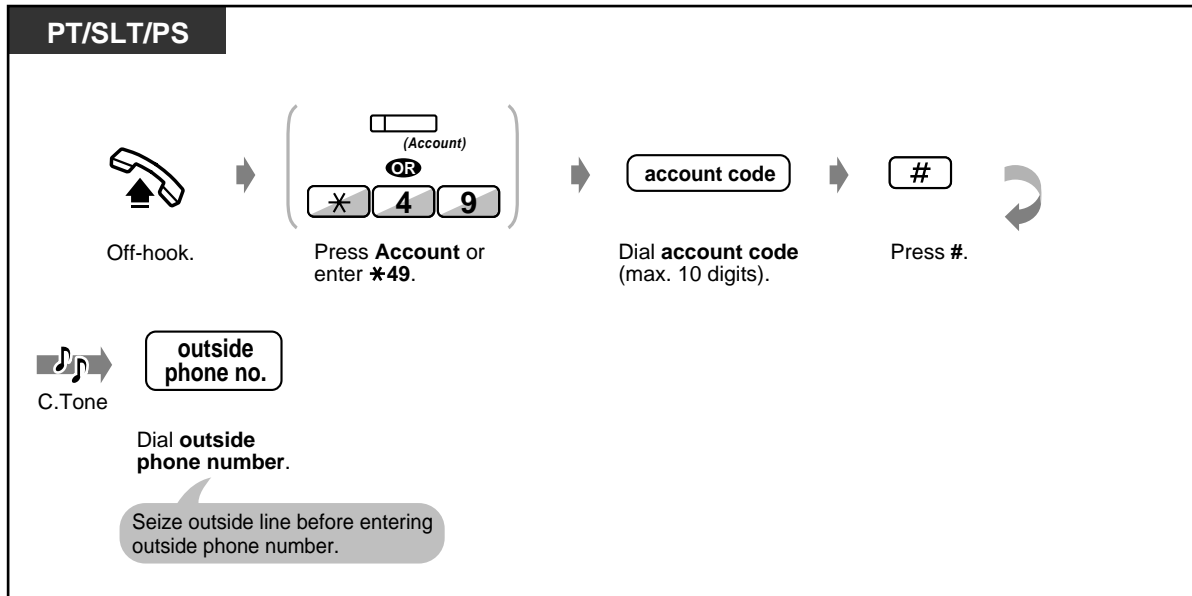 PT/SLT/PS
(Account)
OR
* 4 9
account code
#
Off-hook.
Press Account or
enter *49.
Dial account code
(max. 10 digits).
Press #.
C.Tone
outside
phone no.
Dial outside
phone number.
Seize outside line before entering
outside phone number.